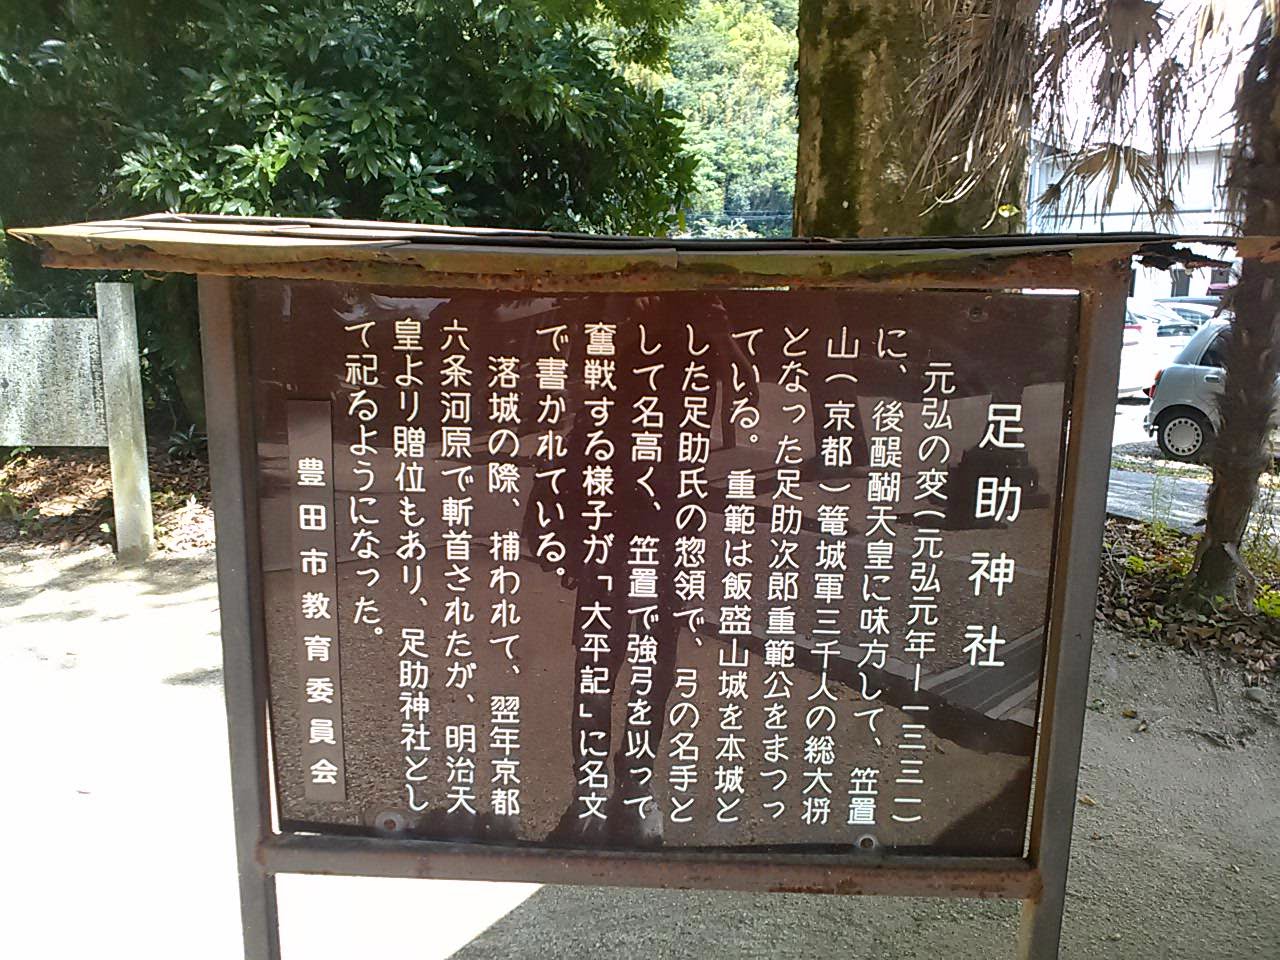 足助神社
元弘の変(元弘元年―一三三一)
に、後醍醐天皇に味方して、笠置
山(京都)篭城軍三千人の総大将
となった足助次郎重範公をまつっ
ている。重範は飯盛山城を本城と
した足助氏の惣領で、弓の名手と
して名高く、笠置で強弓を以って
奮戦する様子が「大平記」に名文
で書かれている。
落城の際、捕われて、翌年京都
六条河原で斬首されたが、明治天
皇より贈位もあり、足助神社とし
て祀るようになった。
豊田市教育委員会